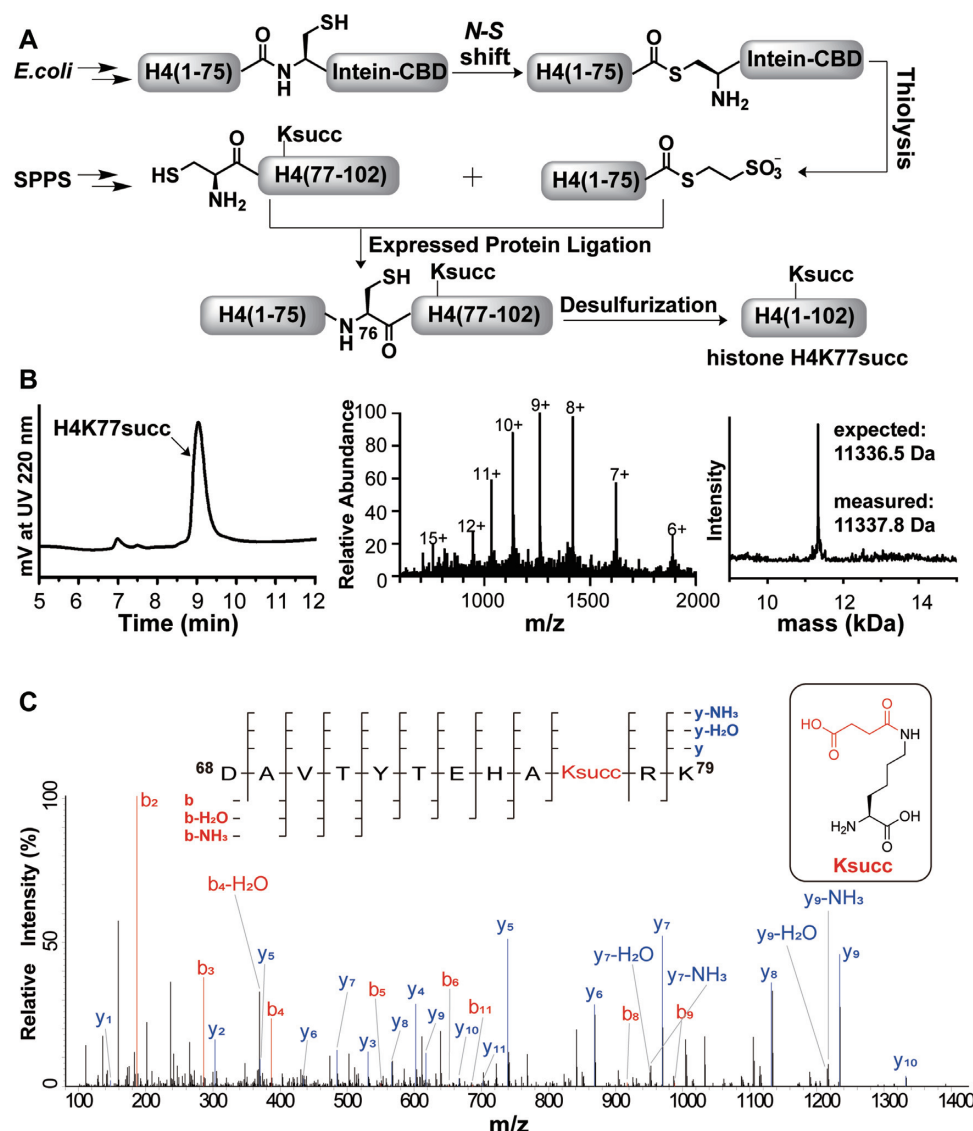 A
E.coli
H4(1-75)
O
N
H
SH
Intein-CBD
N-S
shift
H4(1-75)
O
S
NH₂
Intein-CBD
Thiolysis
SPPS
HS
NH₂
O
Ksucc
H4(77-102)
+
H4(1-75)
O
S
SO₃⁻
Expressed Protein Ligation
H4(1-75)
N
H
76
SH
O
Ksucc
H4(77-102)
Desulfurization
Ksucc
H4(1-102)
histone H4K77succ
B
mV at UV 220 nm
H4K77succ
5 6 7 8 9 10 11 12
Time (min)
Relative Abundance
100
80
60
40
20
0
15+
12+
11+
10+
9+
8+
7+
6+
1000 1500 2000
m/z
Intensity
expected:
11336.5 Da
measured:
11337.8 Da
10 12 14
mass (kDa)
C
y-NH₃
y-H₂O
y
⁶⁸ D A V T Y T E H A Ksucc R K ⁷⁹
b
b-H₂O
b-NH₃
HO
O
O
NH
H₂N
OH
O
Ksucc
Relative Intensity (%)
100
50
0
y₁
b₂
b₃
y₂
b₄-H₂O
y₅
b₄
y₆
y₇
y₃
b₅
y₈
y₄
y₉
b₆
y₁₀
b₁₁
y₁₁
y₅
y₆
y₇-H₂O
b₈
y₇
y₇-NH₃
b₉
y₈
y₉-H₂O
y₉-NH₃
y₉
y₁₀
100 200 300 400 500 600 700 800 900 1000 1100 1200 1300 1400
m/z